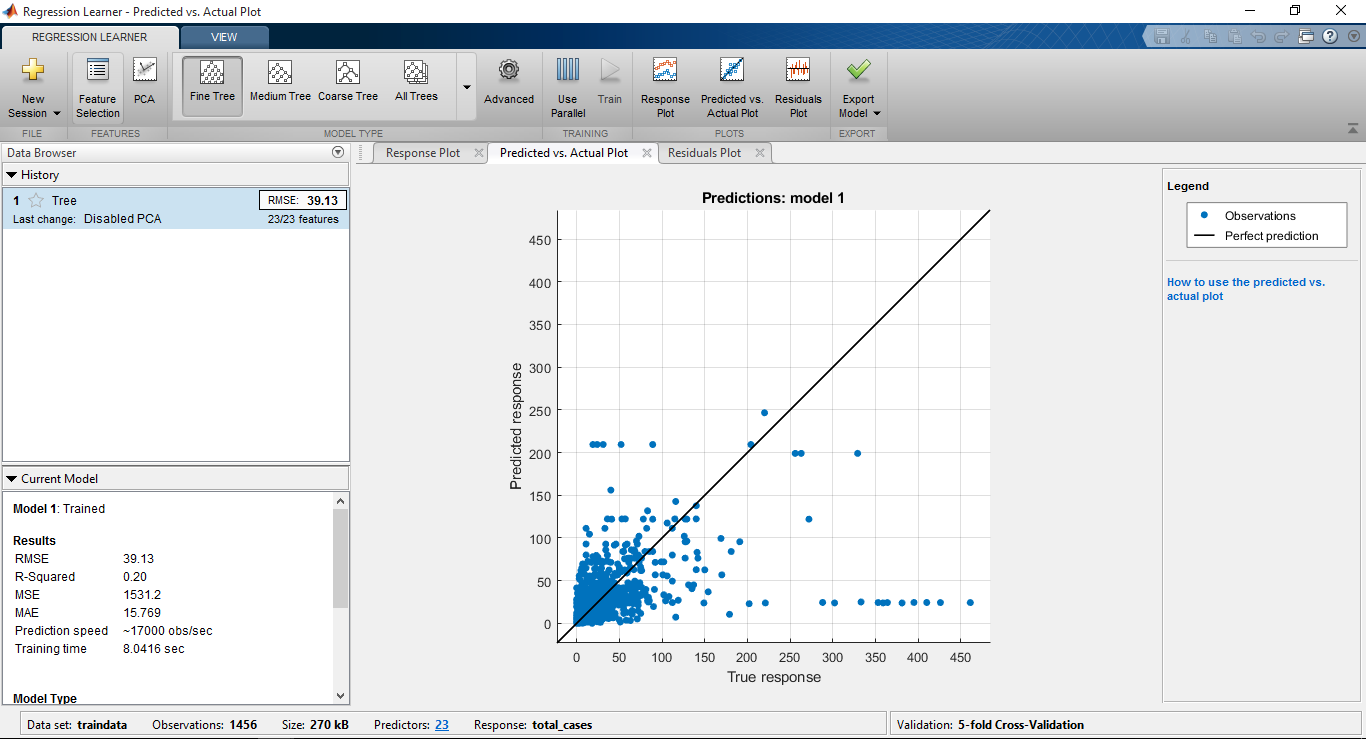 Regression Learner - Predicted vs. Actual Plot
REGRESSION LEARNER
VIEW
New Session
Feature Selection
PCA
Fine Tree
Medium Tree
Coarse Tree
All Trees
Advanced
Use Parallel
Train
Response Plot
Predicted vs. Actual Plot
Residuals Plot
Export Model
FILE
FEATURES
MODEL TYPE
TRAINING
PLOTS
EXPORT
Data Browser
History
1 Tree RMSE: 39.13
Last change: Disabled PCA 23/23 features
Current Model
Model 1: Trained
Results
RMSE 39.13
R-Squared 0.20
MSE 1531.2
MAE 15.769
Prediction speed ~17000 obs/sec
Training time 8.0416 sec
Model Type
Response Plot
Predicted vs. Actual Plot
Residuals Plot
Predictions: model 1
450
400
350
300
250
200
150
100
50
0
Predicted response
0 50 100 150 200 250 300 350 400 450
True response
Legend
Observations
Perfect prediction
How to use the predicted vs.
actual plot
Data set: traindata Observations: 1456 Size: 270 kB Predictors: 23 Response: total_cases
Validation: 5-fold Cross-Validation